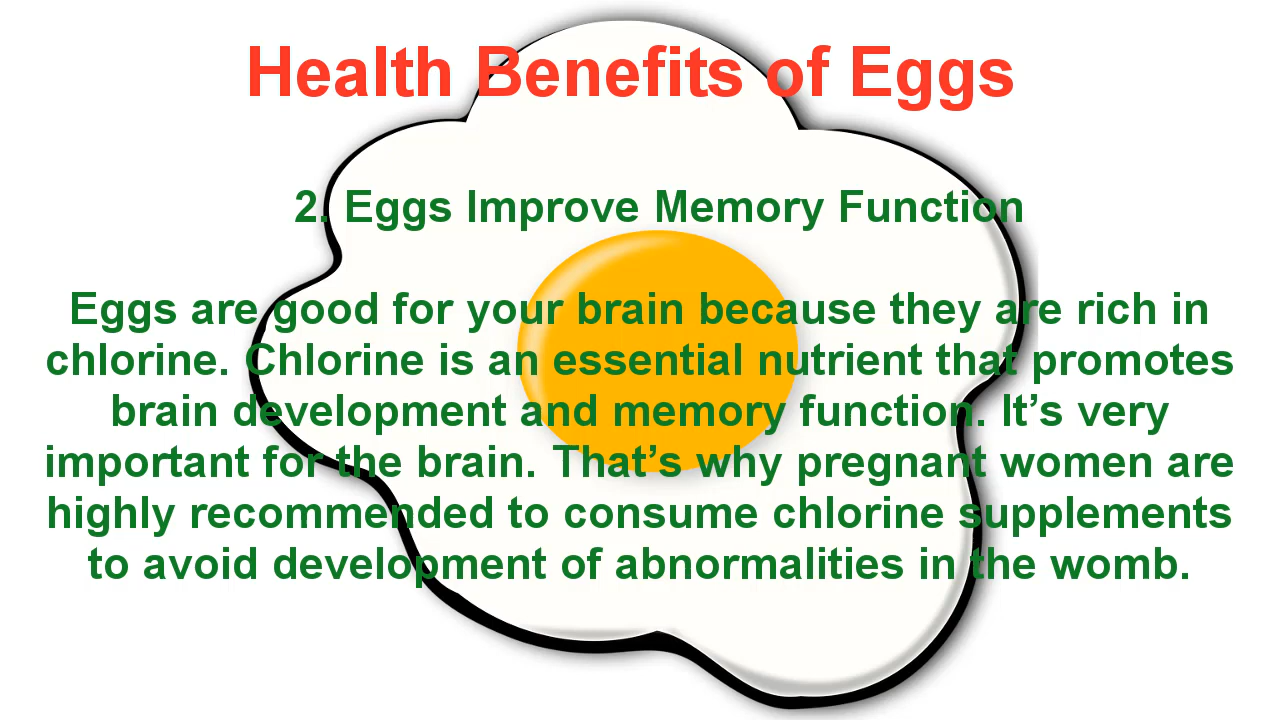 Health Benefits of Eggs
2. Eggs Improve Memory Function
Eggs are good for your brain because they are rich in
chlorine. Chlorine is an essential nutrient that promotes
brain development and memory function. It’s very
important for the brain. That’s why pregnant women are
highly recommended to consume chlorine supplements
to avoid development of abnormalities in the womb.